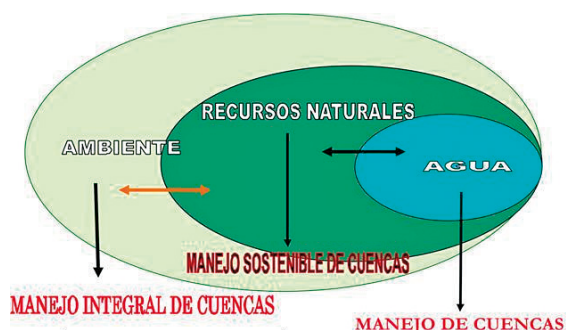 RECURSOS NATURALES
AMBIENTE
AGUA
MANEJO SOSTENIBLE DE CUENCAS
MANEJO INTEGRAL DE CUENCAS
MANEJO DE CUENCAS